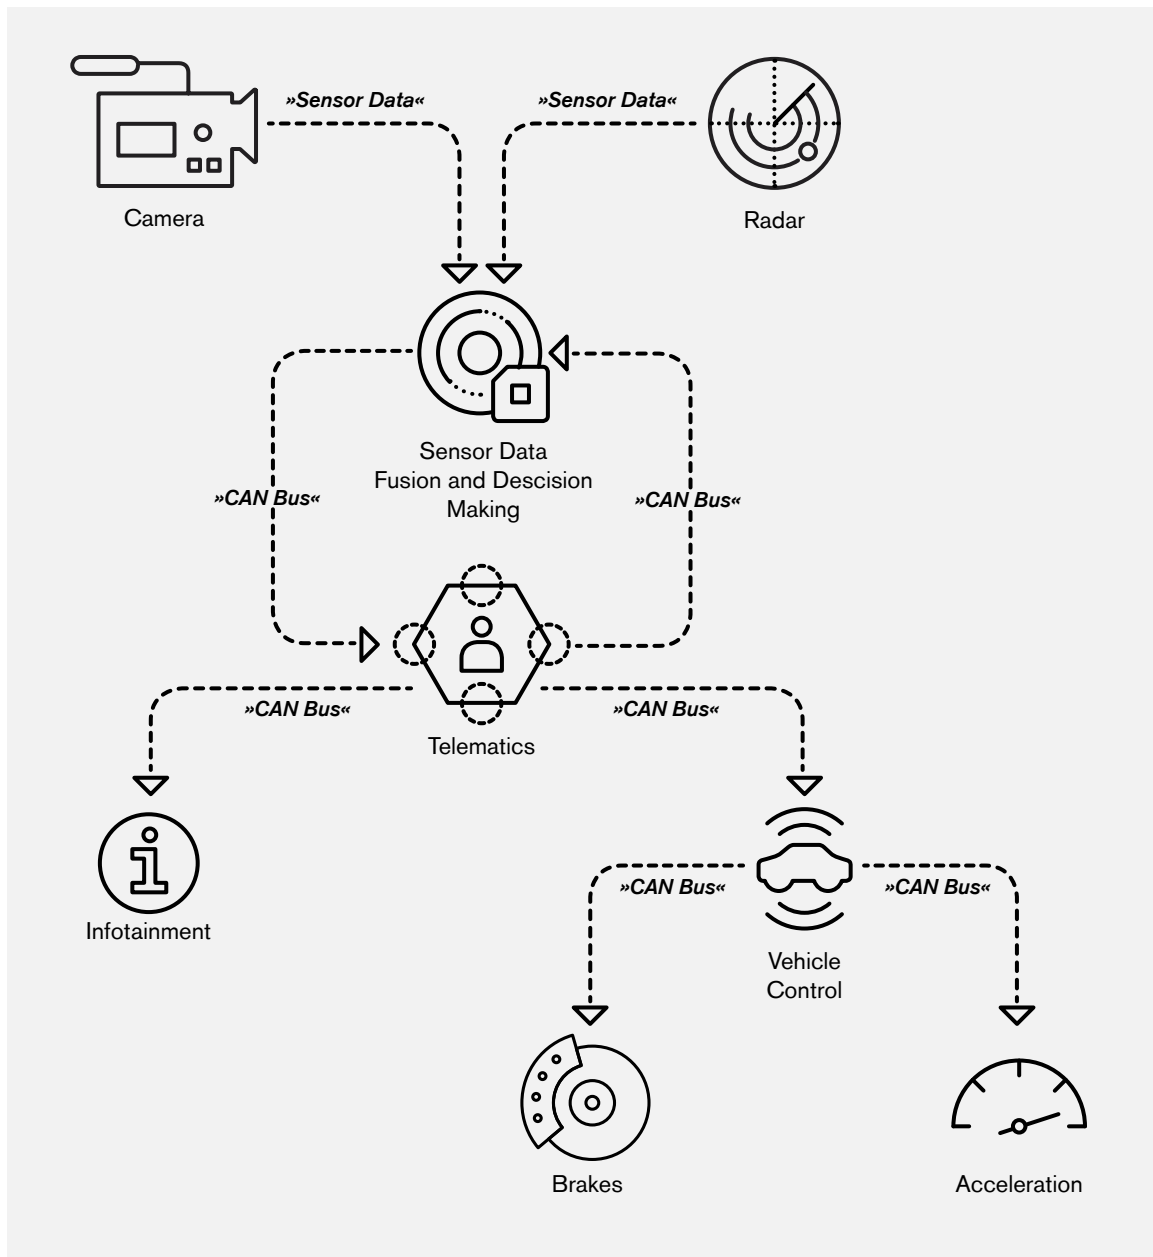 »Sensor Data«
»Sensor Data«
Camera
Radar
Sensor Data
Fusion and Descision
Making
»CAN Bus«
»CAN Bus«
»CAN Bus«
»CAN Bus«
Telematics
Infotainment
»CAN Bus«
»CAN Bus«
Vehicle
Control
Brakes
Acceleration